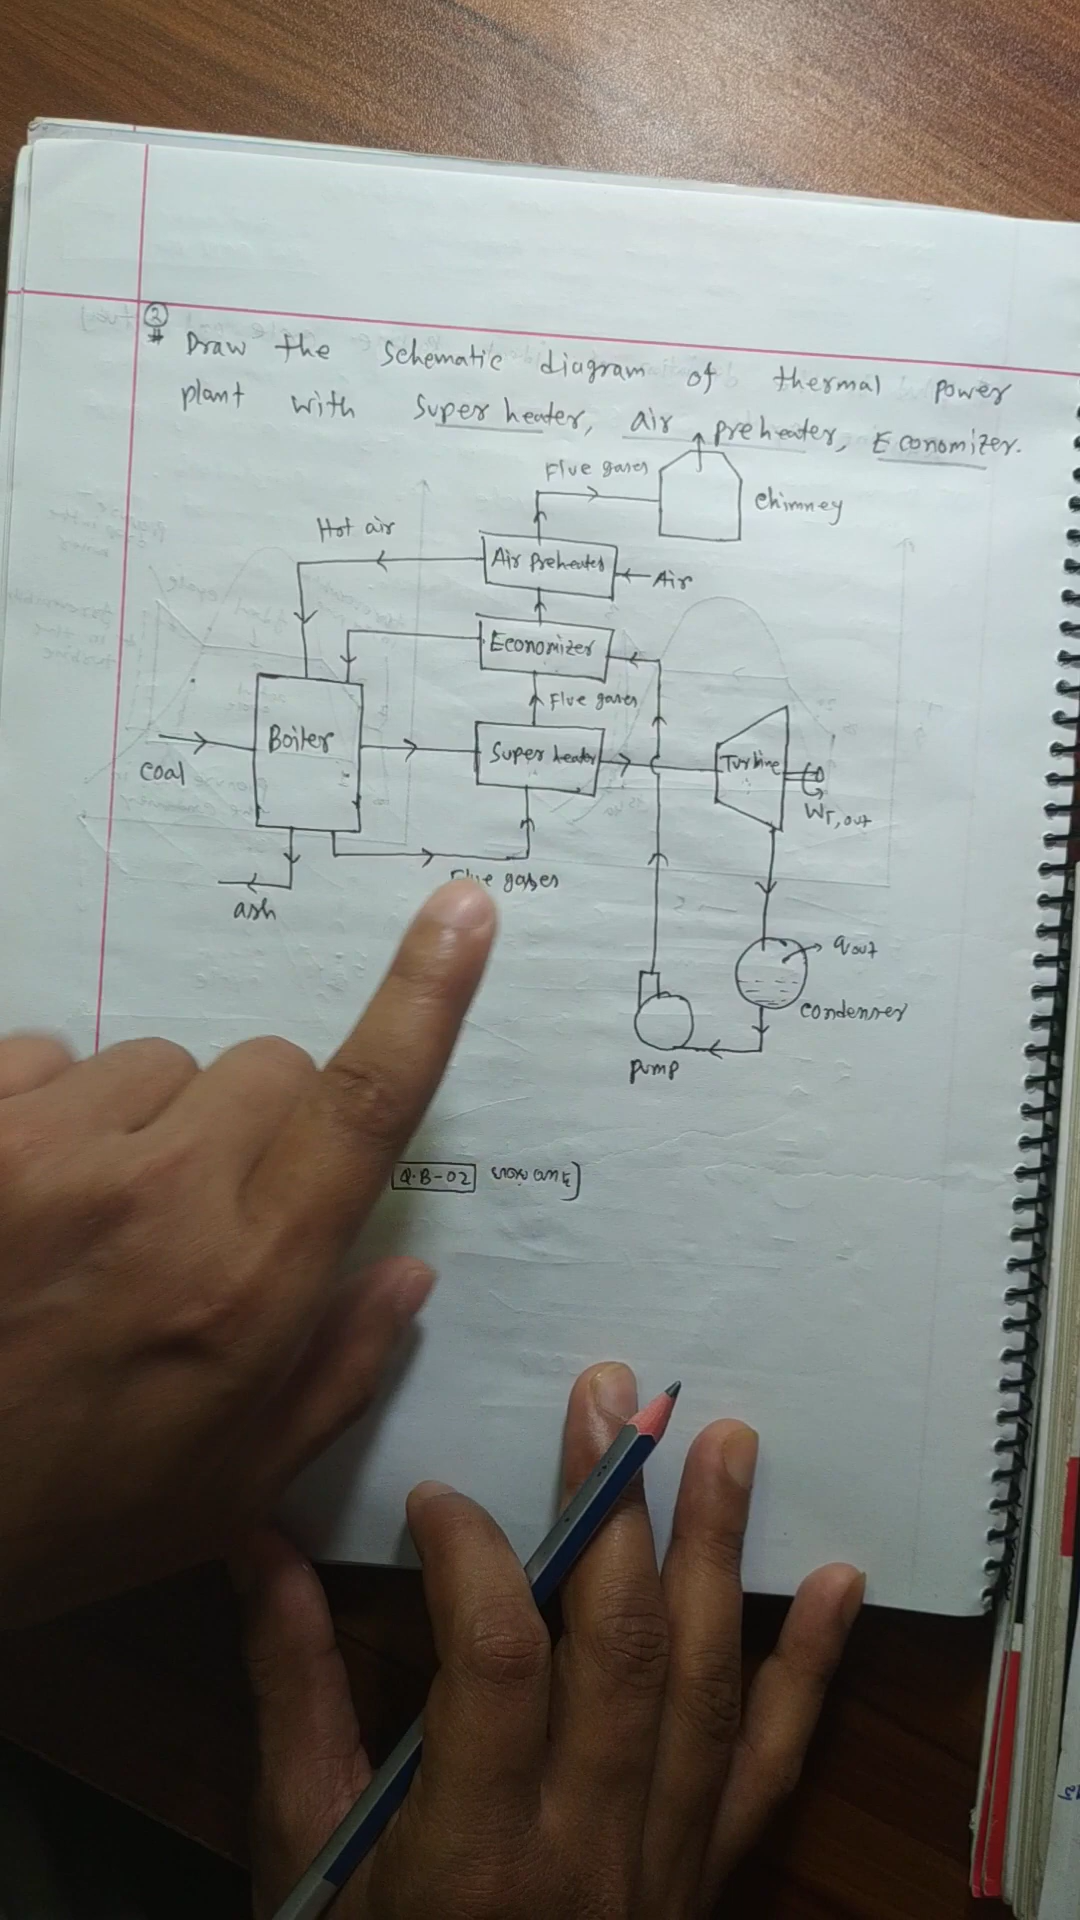 ②
# Draw the schematic diagram of thermal power
plant with Super heater, air preheater, Economizer.
Flue gases
chimney
Hot air
Air Preheater
Air
Economizer
Flue gases
Boiler
Super heater
Turbine
coal
WT,out
Flue gases
ash
qout
condenser
pump
Q.B-02